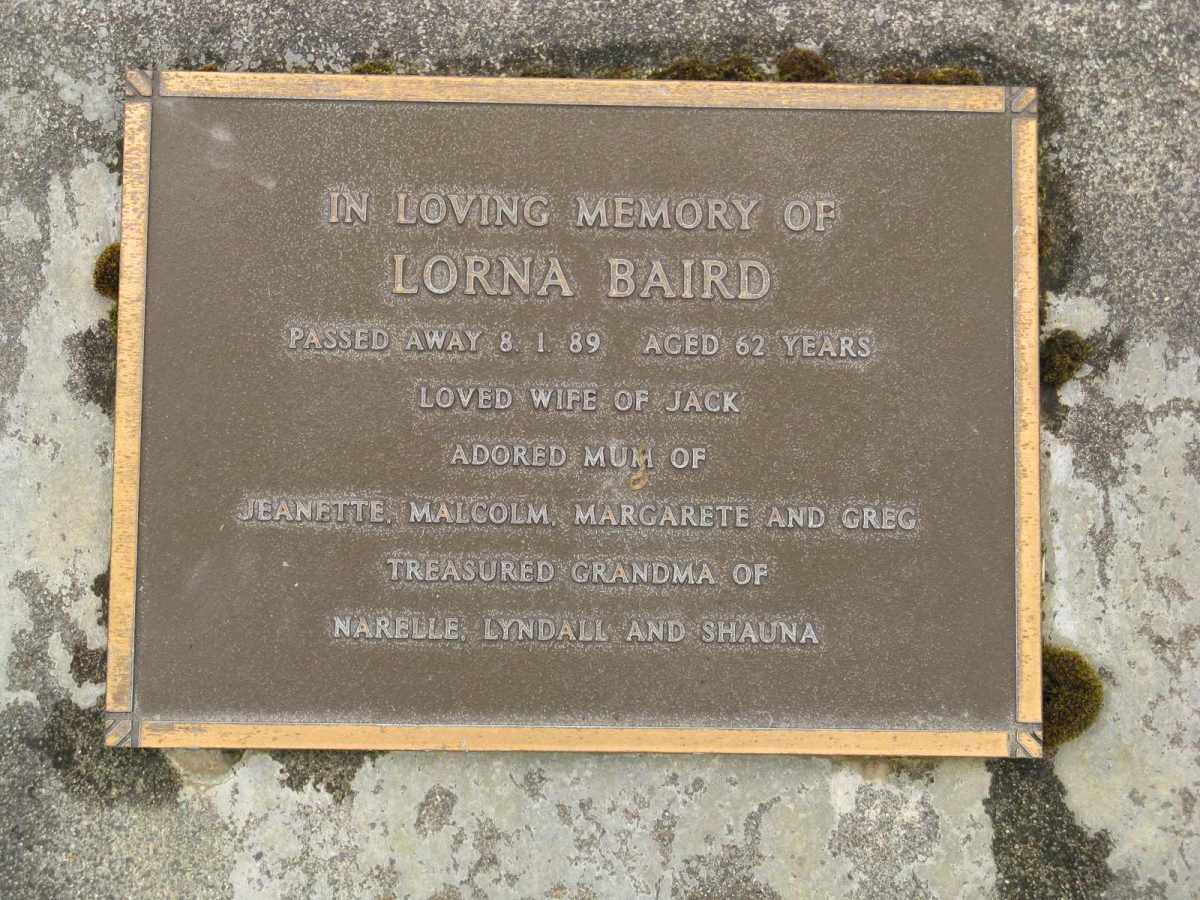 IN LOVING MEMORY OF
LORNA BAIRD
PASSED AWAY 8. 1. 89 AGED 62 YEARS
LOVED WIFE OF JACK
ADORED MUM OF
JEANETTE, MALCOLM, MARGARETE AND GREG
TREASURED GRANDMA OF
NARELLE, LYNDALL AND SHAUNA